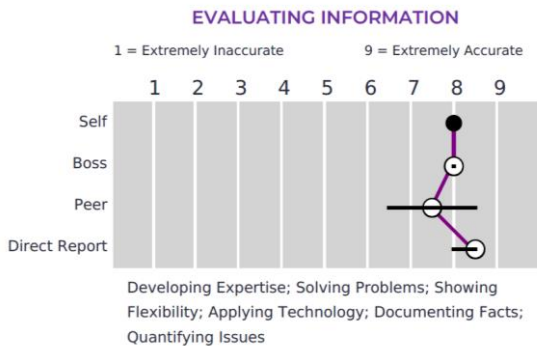 EVALUATING INFORMATION
1 = Extremely Inaccurate 9 = Extremely Accurate
1 2 3 4 5 6 7 8 9
Self
Boss
Peer
Direct Report
Developing Expertise; Solving Problems; Showing
Flexibility; Applying Technology; Documenting Facts;
Quantifying Issues